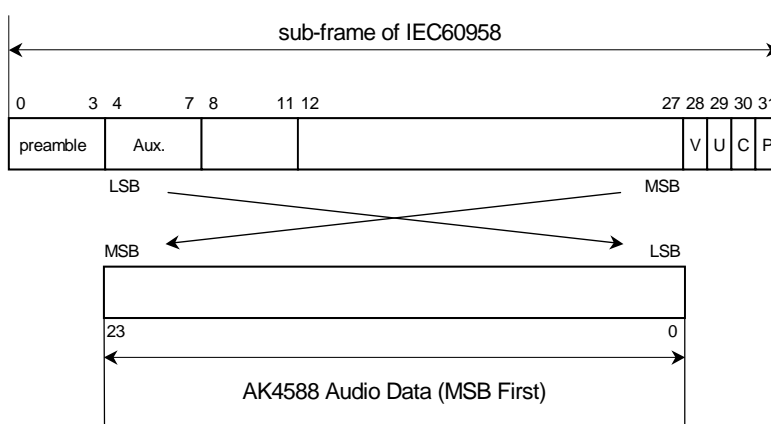 sub-frame of IEC60958
0 3 4 7 8 11 12 27 28 29 30 31
preamble Aux. V U C P
LSB MSB
MSB LSB
23 0
AK4588 Audio Data (MSB First)